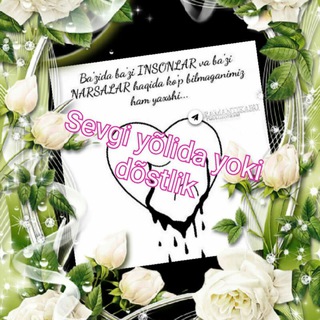 Ba'zida ba'zi INSONLAR va ba'zi
NARSALAR haqida ko'p bilmaganimiz
ham yaxshi...
Sevgi yõlida yoki
dõstlik